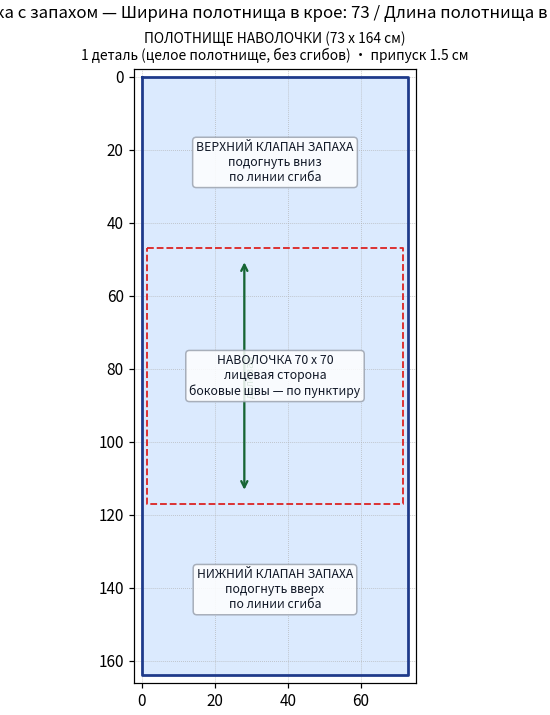 ка с запахом — Ширина полотнища в крое: 73 / Длина полотнища в
ПОЛОТНИЩЕ НАВОЛОЧКИ (73 x 164 см)
1 деталь (целое полотнище, без сгибов) • припуск 1.5 см
0
ВЕРХНИЙ КЛАПАН ЗАПАХА
20
подогнуть вниз
по линии сгиба
40
60
НАВОЛОЧКА 70 x 70
80
лицевая сторона
боковые швы — по пунктиру
100
120
НИЖНИЙ КЛАПАН ЗАПАХА
140
подогнуть вверх
по линии сгиба
160
0 20 40 60